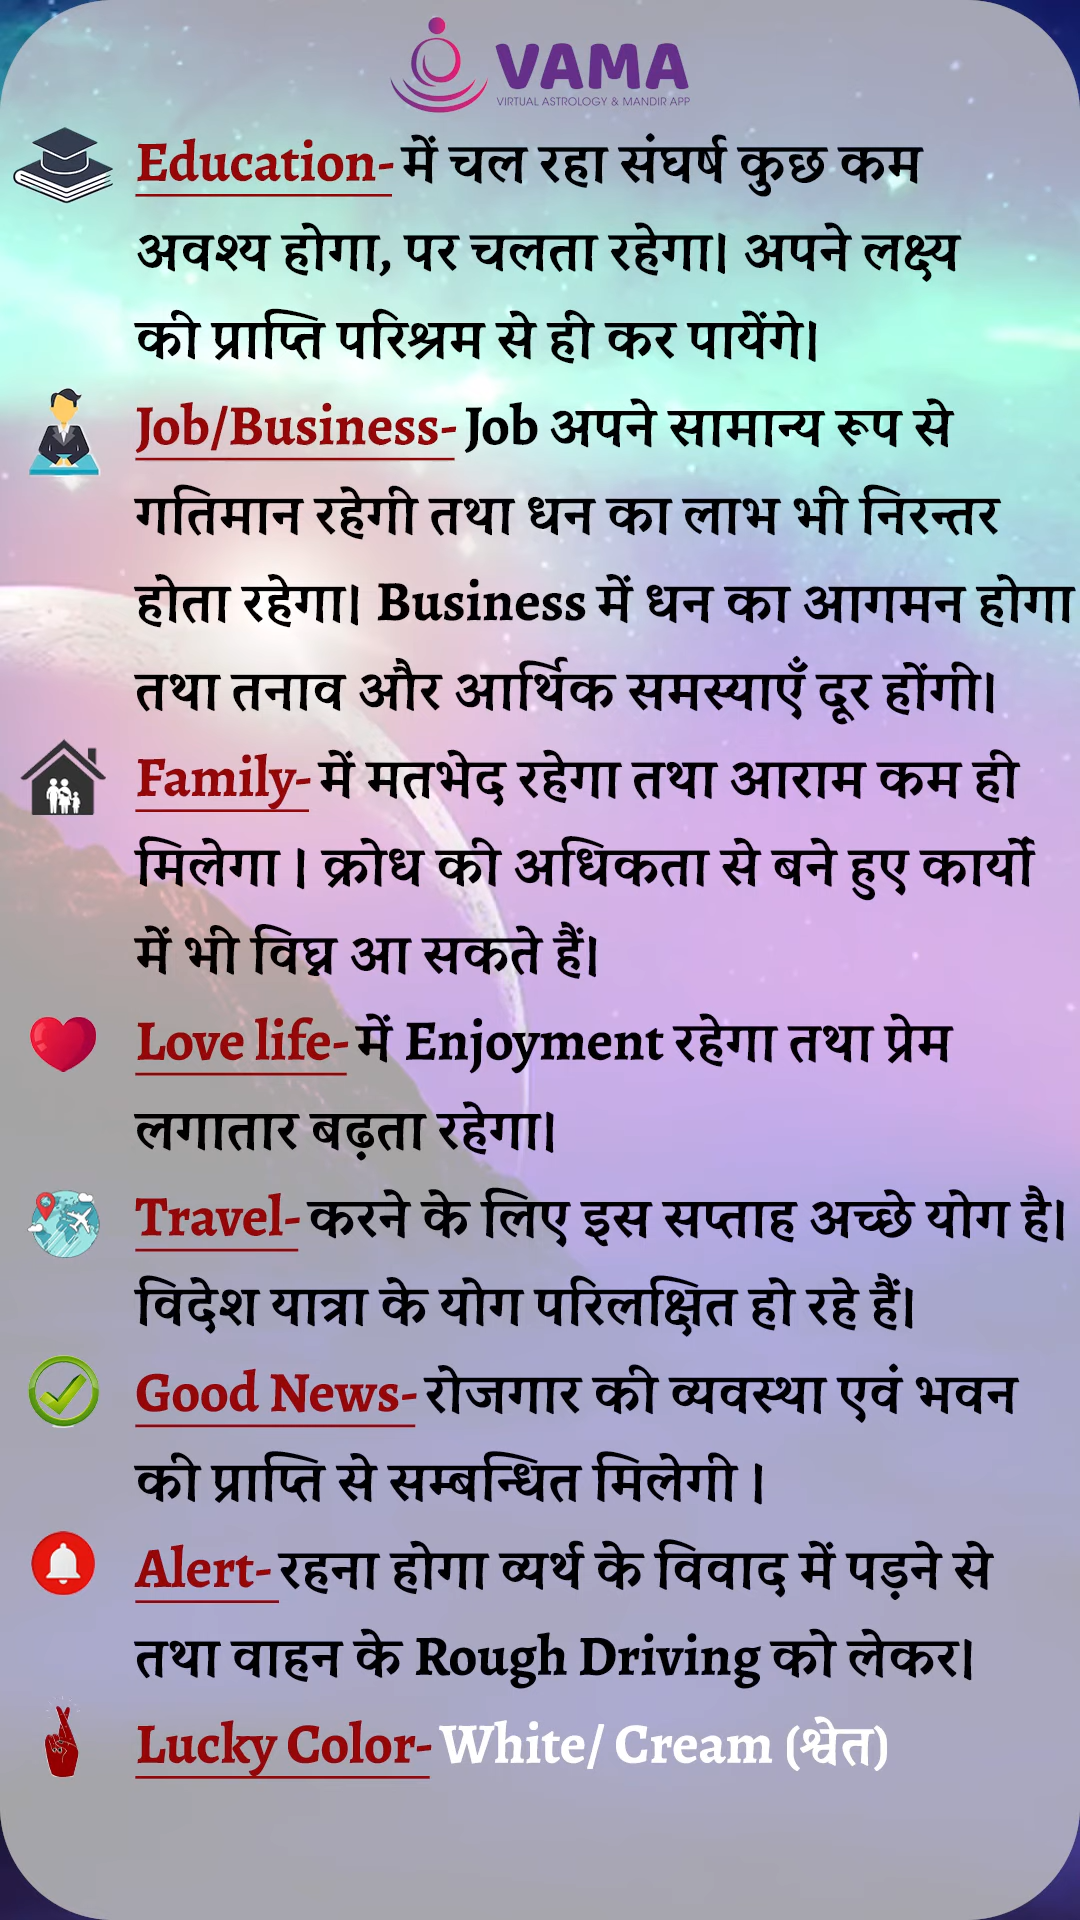 VAMA
VIRTUAL ASTROLOGY & MANDIR APP
Education- में चल रहा संघर्ष कुछ कम
अवश्य होगा, पर चलता रहेगा। अपने लक्ष्य
की प्राप्ति परिश्रम से ही कर पायेंगे।
Job/Business- Job अपने सामान्य रूप से
गतिमान रहेगी तथा धन का लाभ भी निरन्तर
होता रहेगा। Business में धन का आगमन होगा
तथा तनाव और आर्थिक समस्याएँ दूर होंगी।
Family- में मतभेद रहेगा तथा आराम कम ही
मिलेगा । क्रोध की अधिकता से बने हुए कार्यो
में भी विघ्न आ सकते हैं।
Love life- में Enjoyment रहेगा तथा प्रेम
लगातार बढ़ता रहेगा।
Travel- करने के लिए इस सप्ताह अच्छे योग है।
विदेश यात्रा के योग परिलक्षित हो रहे हैं।
Good News- रोजगार की व्यवस्था एवं भवन
की प्राप्ति से सम्बन्धित मिलेगी ।
Alert- रहना होगा व्यर्थ के विवाद में पड़ने से
तथा वाहन के Rough Driving को लेकर।
Lucky Color- White/ Cream (श्वेत)